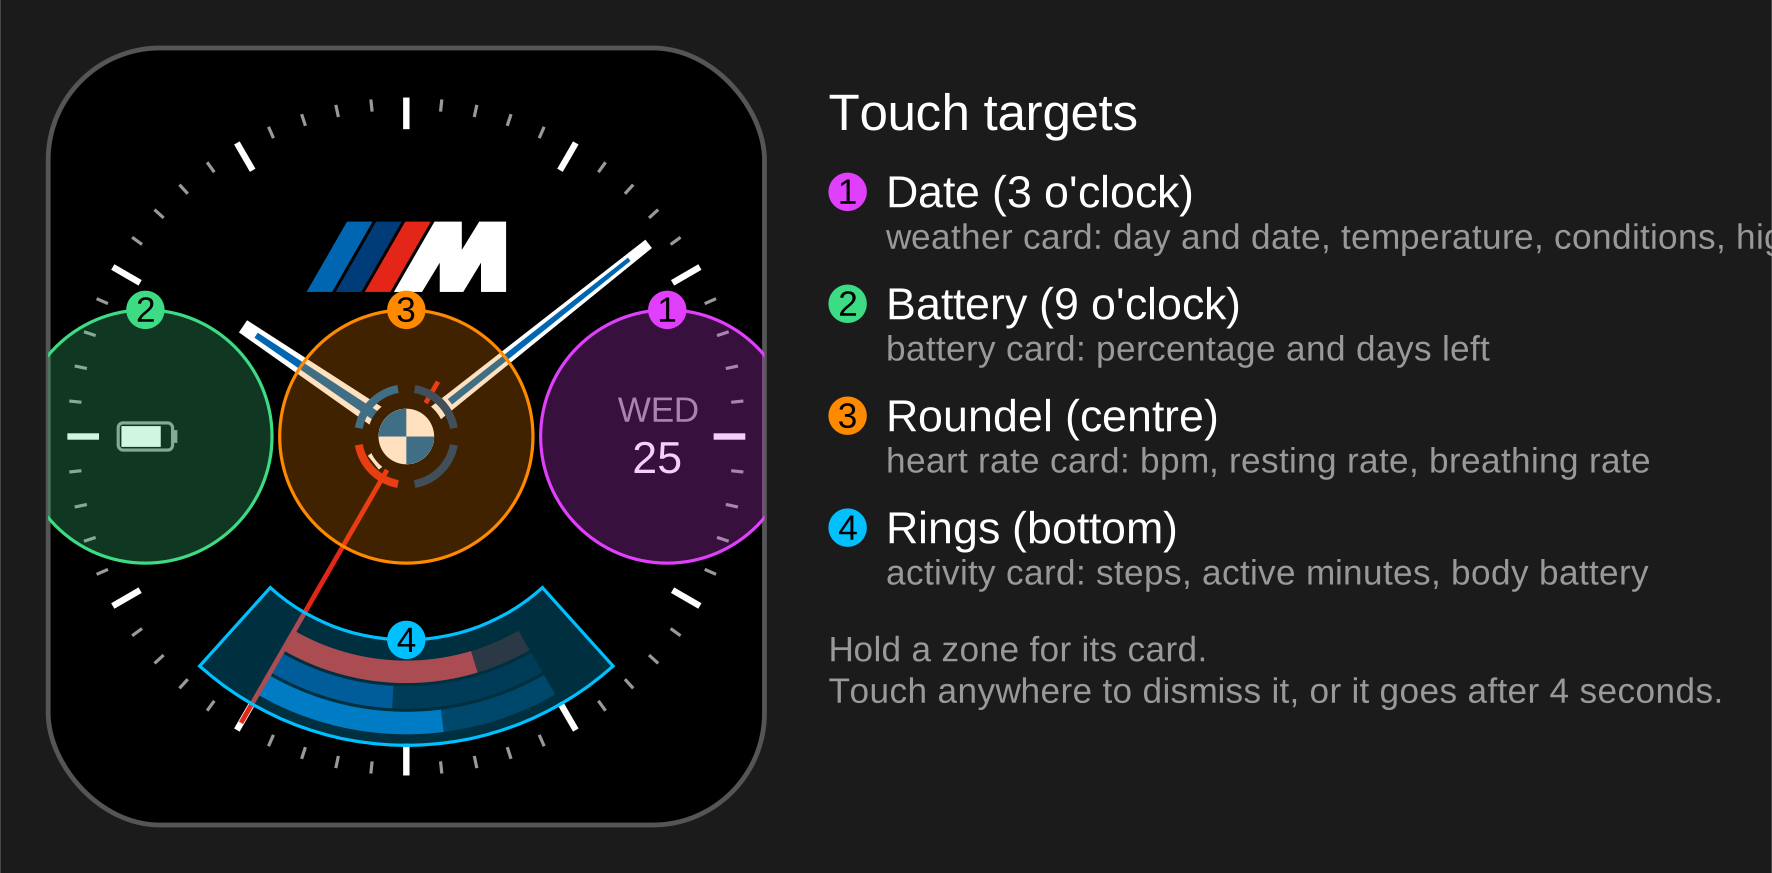 M
2
3
1
WED
25
4
Touch targets
1 Date (3 o'clock)
weather card: day and date, temperature, conditions,
2 Battery (9 o'clock)
battery card: percentage and days left
3 Roundel (centre)
heart rate card: bpm, resting rate, breathing rate
4 Rings (bottom)
activity card: steps, active minutes, body battery
Hold a zone for its card.
Touch anywhere to dismiss it, or it goes after 4 seconds.